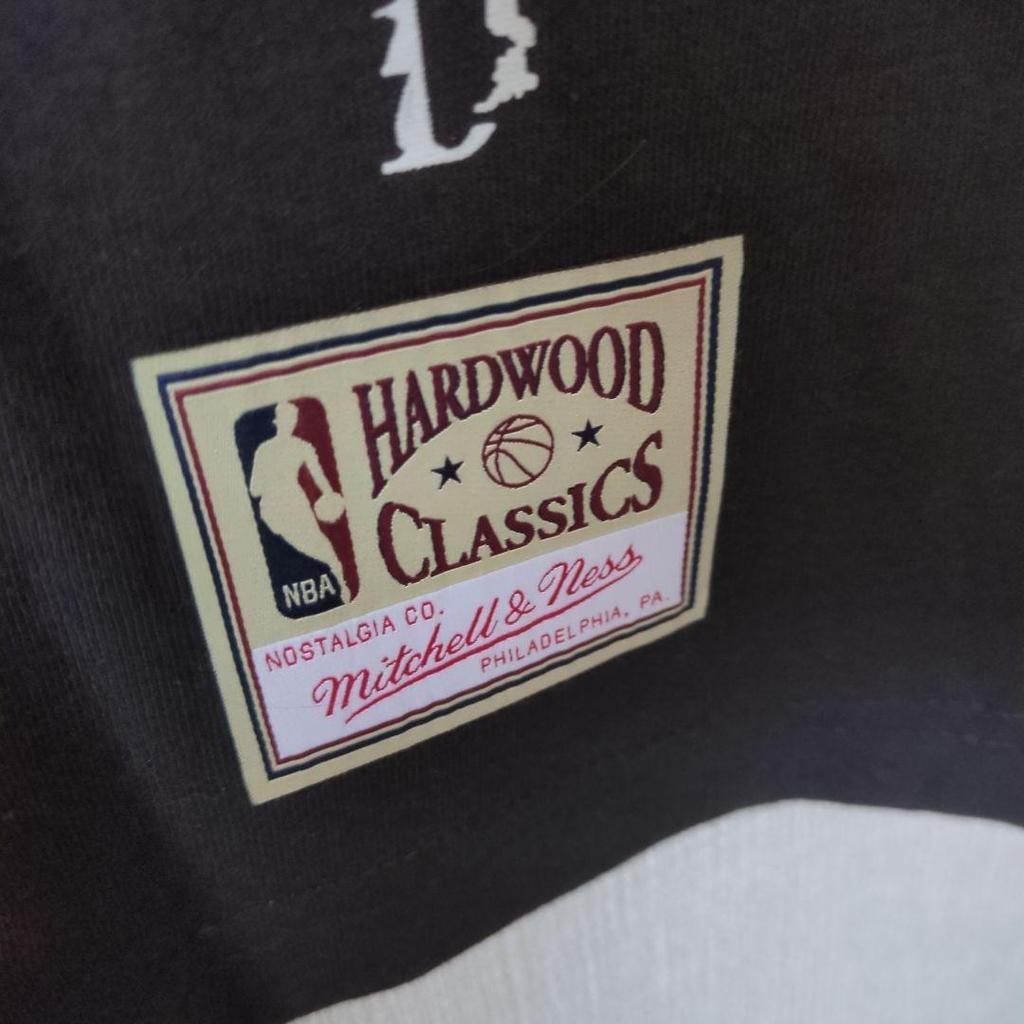 HARDWOOD
CLASSICS
NBA
NOSTALGIA CO.
Mitchell & Ness
PHILADELPHIA, PA.